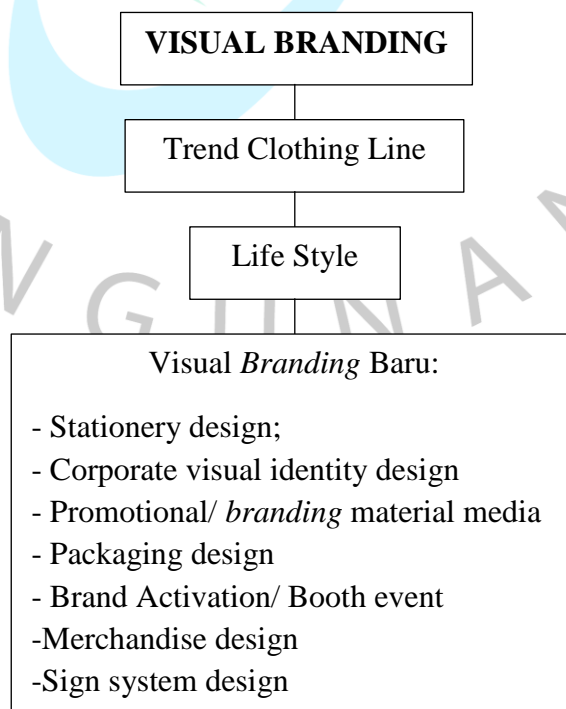 VISUAL BRANDING
Trend Clothing Line
Life Style
Visual Branding Baru:
- Stationery design;
- Corporate visual identity design
- Promotional/ branding material media
- Packaging design
- Brand Activation/ Booth event
-Merchandise design
-Sign system design